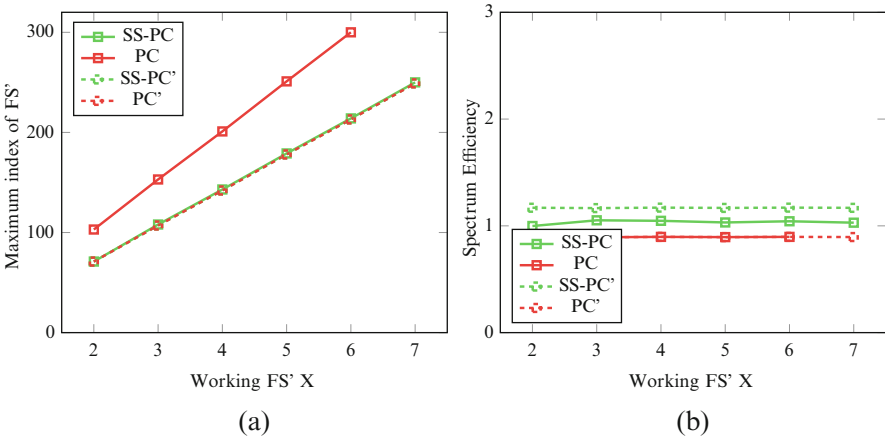 300
200
100
0
Maximum index of FS'
SS-PC
PC
SS-PC'
PC'
2 3 4 5 6 7
Working FS' X
(a)
3
2
1
0
Spectrum Efficiency
SS-PC
PC
SS-PC'
PC'
2 3 4 5 6 7
Working FS' X
(b)